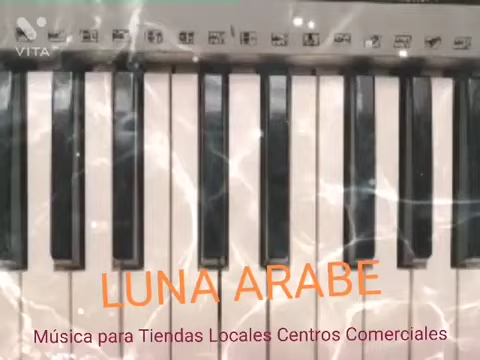 VITA
LUNA ARABE
Música para Tiendas Locales Centros Comerciales